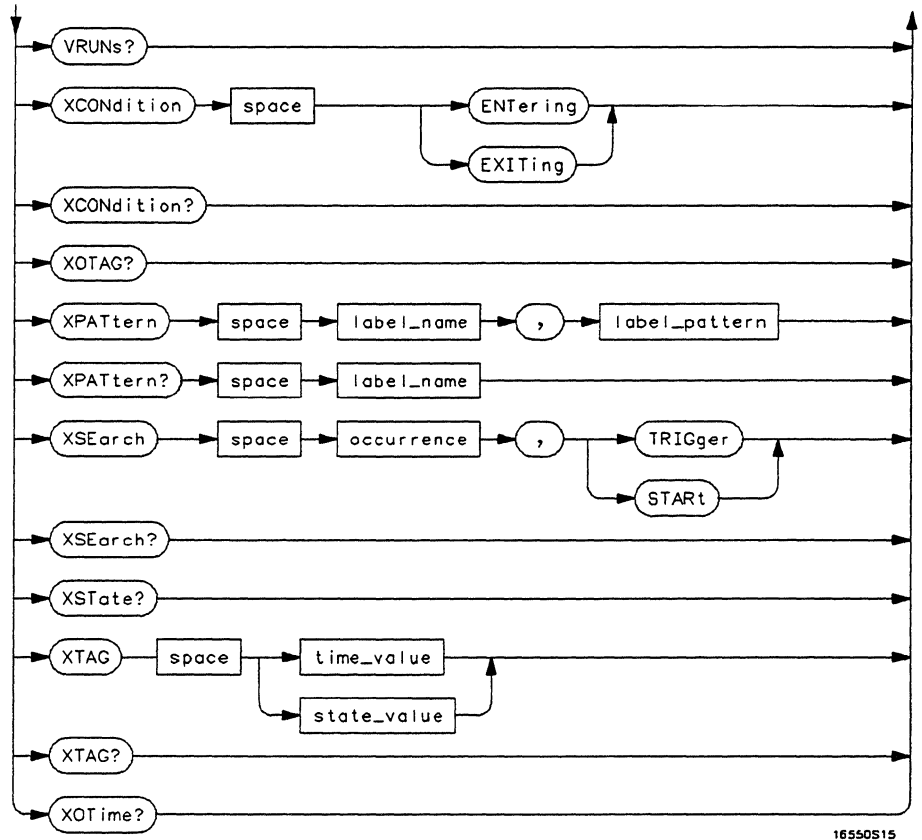 VRUNs?
XCONdition space ENTering
EXITing
XCONdition?
XOTAG?
XPATtern space label_name , label_pattern
XPATtern? space label_name
XSEarch space occurrence , TRIGger
STARt
XSEarch?
XSTate?
XTAG space time_value
state_value
XTAG?
XOTime?
16550S15